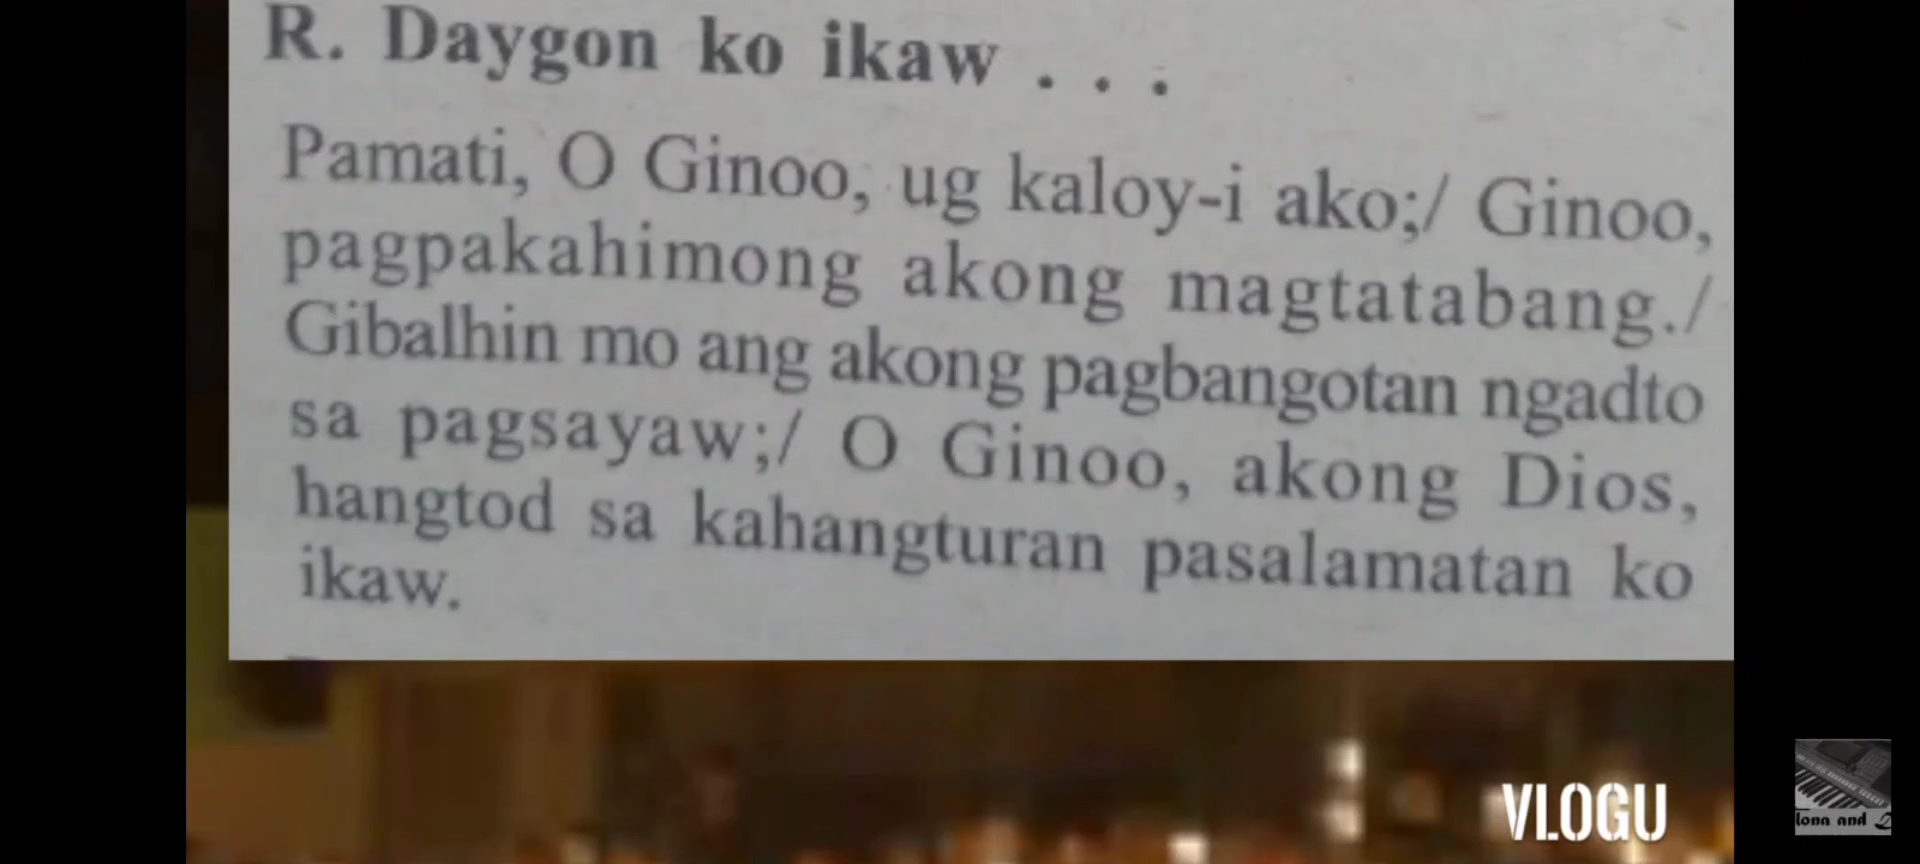 R. Daygon ko ikaw . . .
Pamati, O Ginoo, ug kaloy-i ako;/ Ginoo,
pagpakahimong akong magtatabang./
Gibalhin mo ang akong pagbangotan ngadto
sa pagsayaw;/ O Ginoo, akong Dios,
hangtod sa kahangturan pasalamatan ko
ikaw.
VLOGU
and